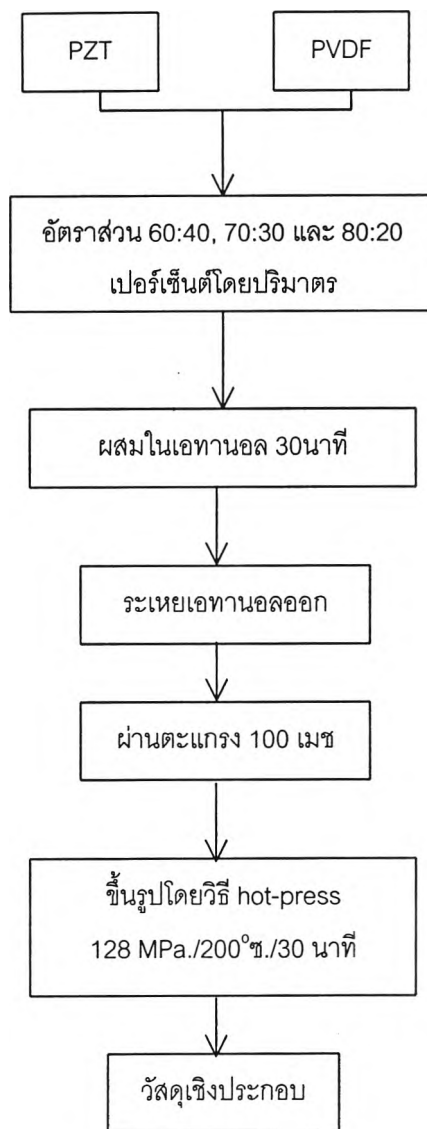 PZT
PVDF
อัตราส่วน 60:40, 70:30 และ 80:20
เปอร์เซ็นต์โดยปริมาตร
ผสมในเอทานอล 30นาที
ระเหยเอทานอลออก
ผ่านตะแกรง 100 เมช
ขึ้นรูปโดยวิธี hot-press
128 MPa./200°ซ./30 นาที
วัสดุเชิงประกอบ